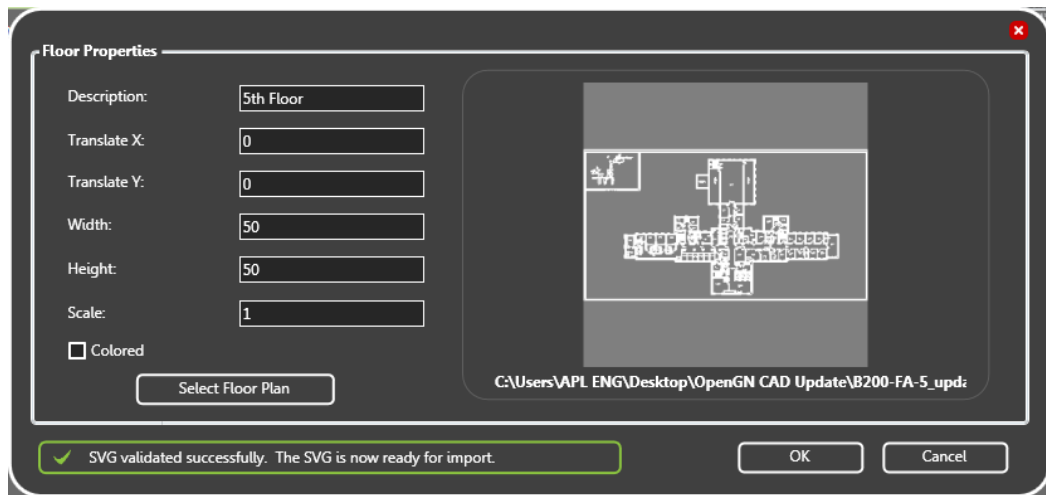 Floor Properties
Description:
5th Floor
Translate X:
0
Translate Y:
0
Width:
50
Height:
50
Scale:
1
Colored
Select Floor Plan
C:\Users\APL ENG\Desktop\OpenGN CAD Update\B200-FA-5_upda
SVG validated successfully. The SVG is now ready for import.
OK
Cancel